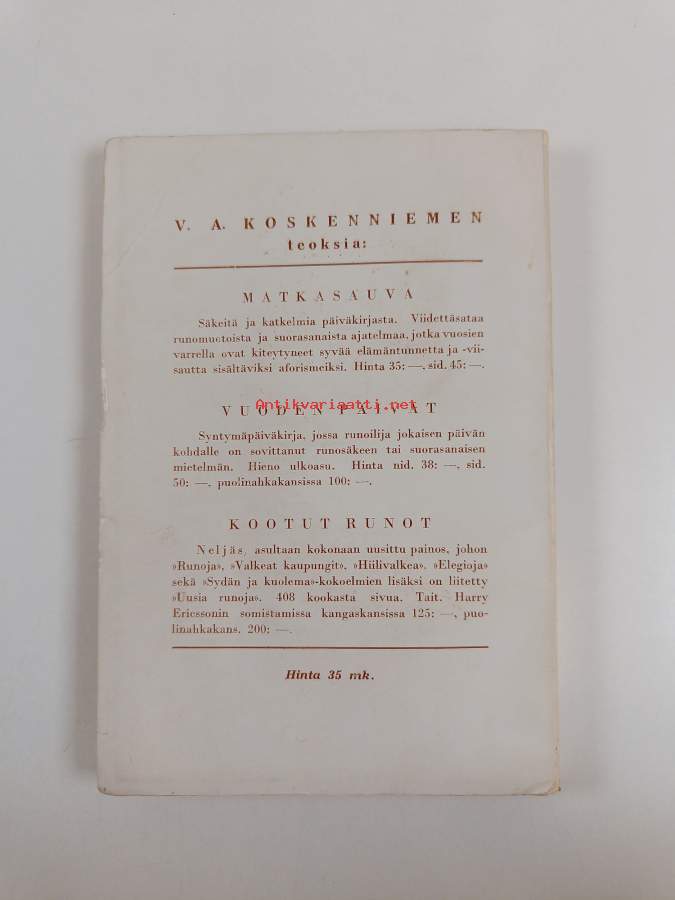 V. A. KOSKENNIEMEN
teoksia:
MATKASAUVA
Säkeitä ja katkelmia päiväkirjasta. Viidettäsataa
runomuotoista ja suorasanaista ajatelmaa, jotka vuosien
varrella ovat kiteytyneet syvää elämäntunnetta ja -vii-
sautta sisältäviksi aforismeiksi. Hinta 35: —, sid. 45: —.
Antikvariaatti.net
VUODEN PÄIVÄT
Syntymäpäiväkirja, jossa runoilija jokaisen päivän
kohdalle on sovittanut runosäkeen tai suorasanaisen
mietelmän. Hieno ulkoasu. Hinta nid. 38: —, sid.
50: —, puolinahkakansissa 100: —.
KOOTUT RUNOT
Neljäs, asultaan kokonaan uusittu painos, johon
»Runoja», »Valkeat kaupungit», »Hiilivalkea», »Elegioja»
sekä »Sydän ja kuolema»-kokoelmien lisäksi on liitetty
»Uusia runoja». 408 kookasta sivua. Tait. Harry
Ericssonin somistamissa kangaskansissa 125: —, puo-
linahkakans. 200: —.
Hinta 35 mk.